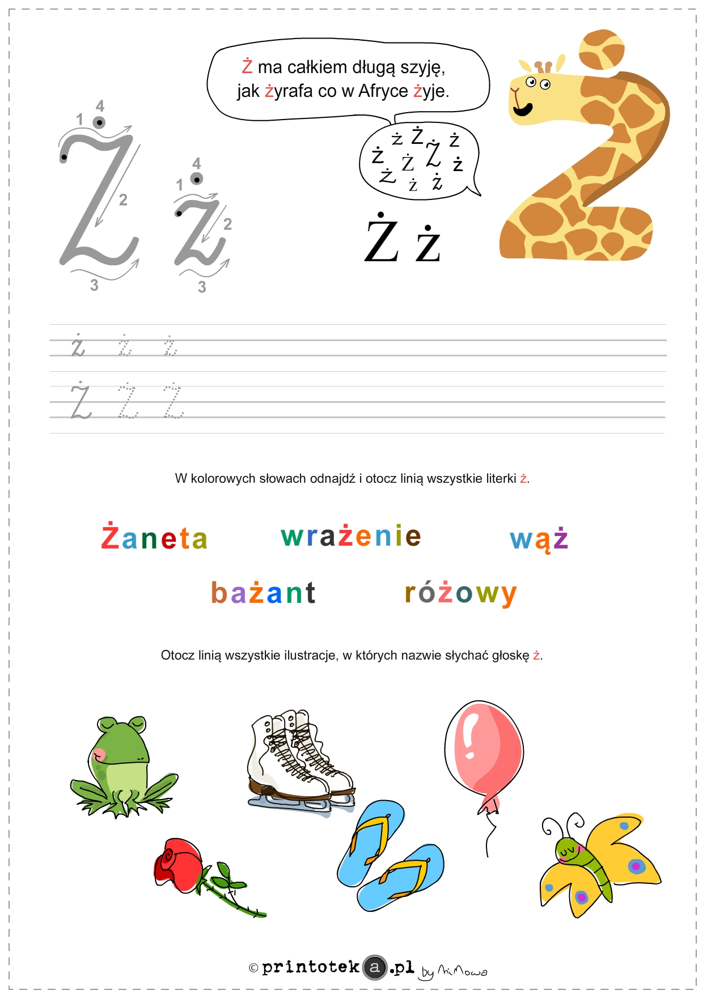 Ż ma całkiem długą szyję,
jak żyrafa co w Afryce żyje.
ż Ż Ż ż
ż Ż ż
ż ż ż
4
1
2
3
4
1
2
3
Ż ż
Ż ż
ż ż ż
Ż Ż Ż
W kolorowych słowach odnajdź i otocz linią wszystkie literki ż.
Żaneta wrażenie wąż
bażant różowy
Otocz linią wszystkie ilustracje, w których nazwie słychać głoskę ż.
© printoteka.pl by MiMowa